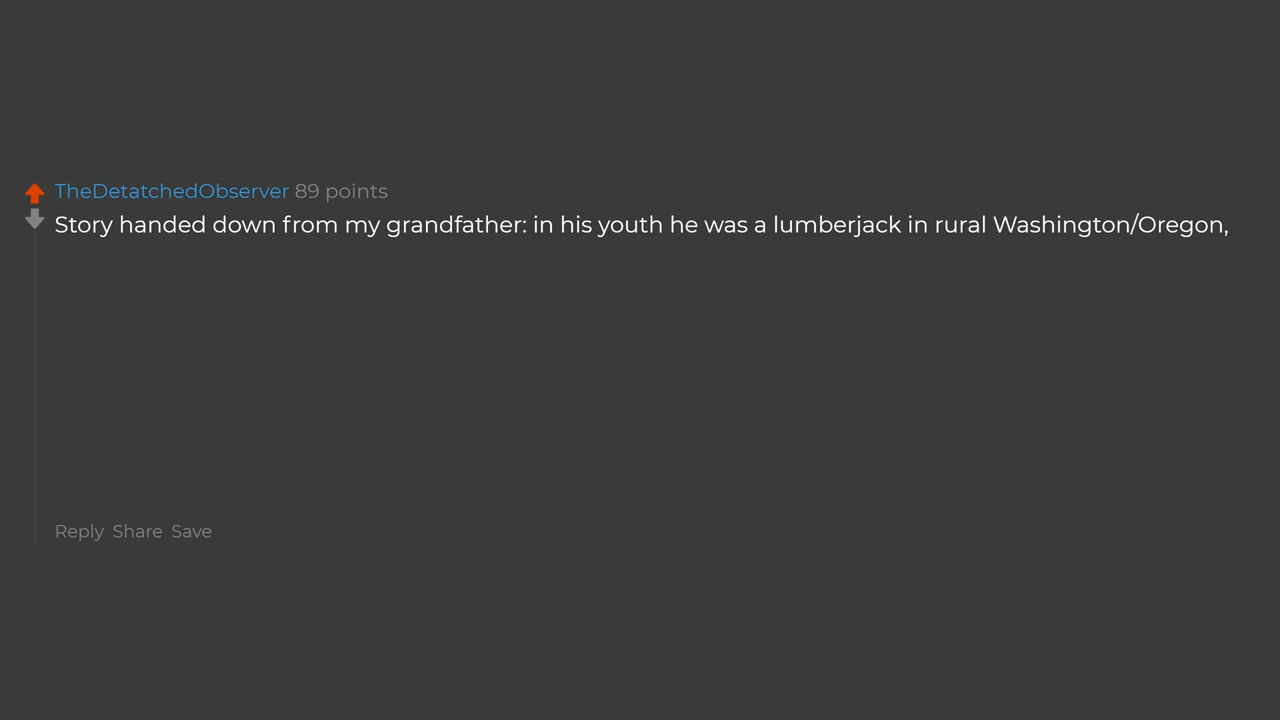 TheDetatchedObserver 89 points
Story handed down from my grandfather: in his youth he was a lumberjack in rural Washington/Oregon,
Reply Share Save